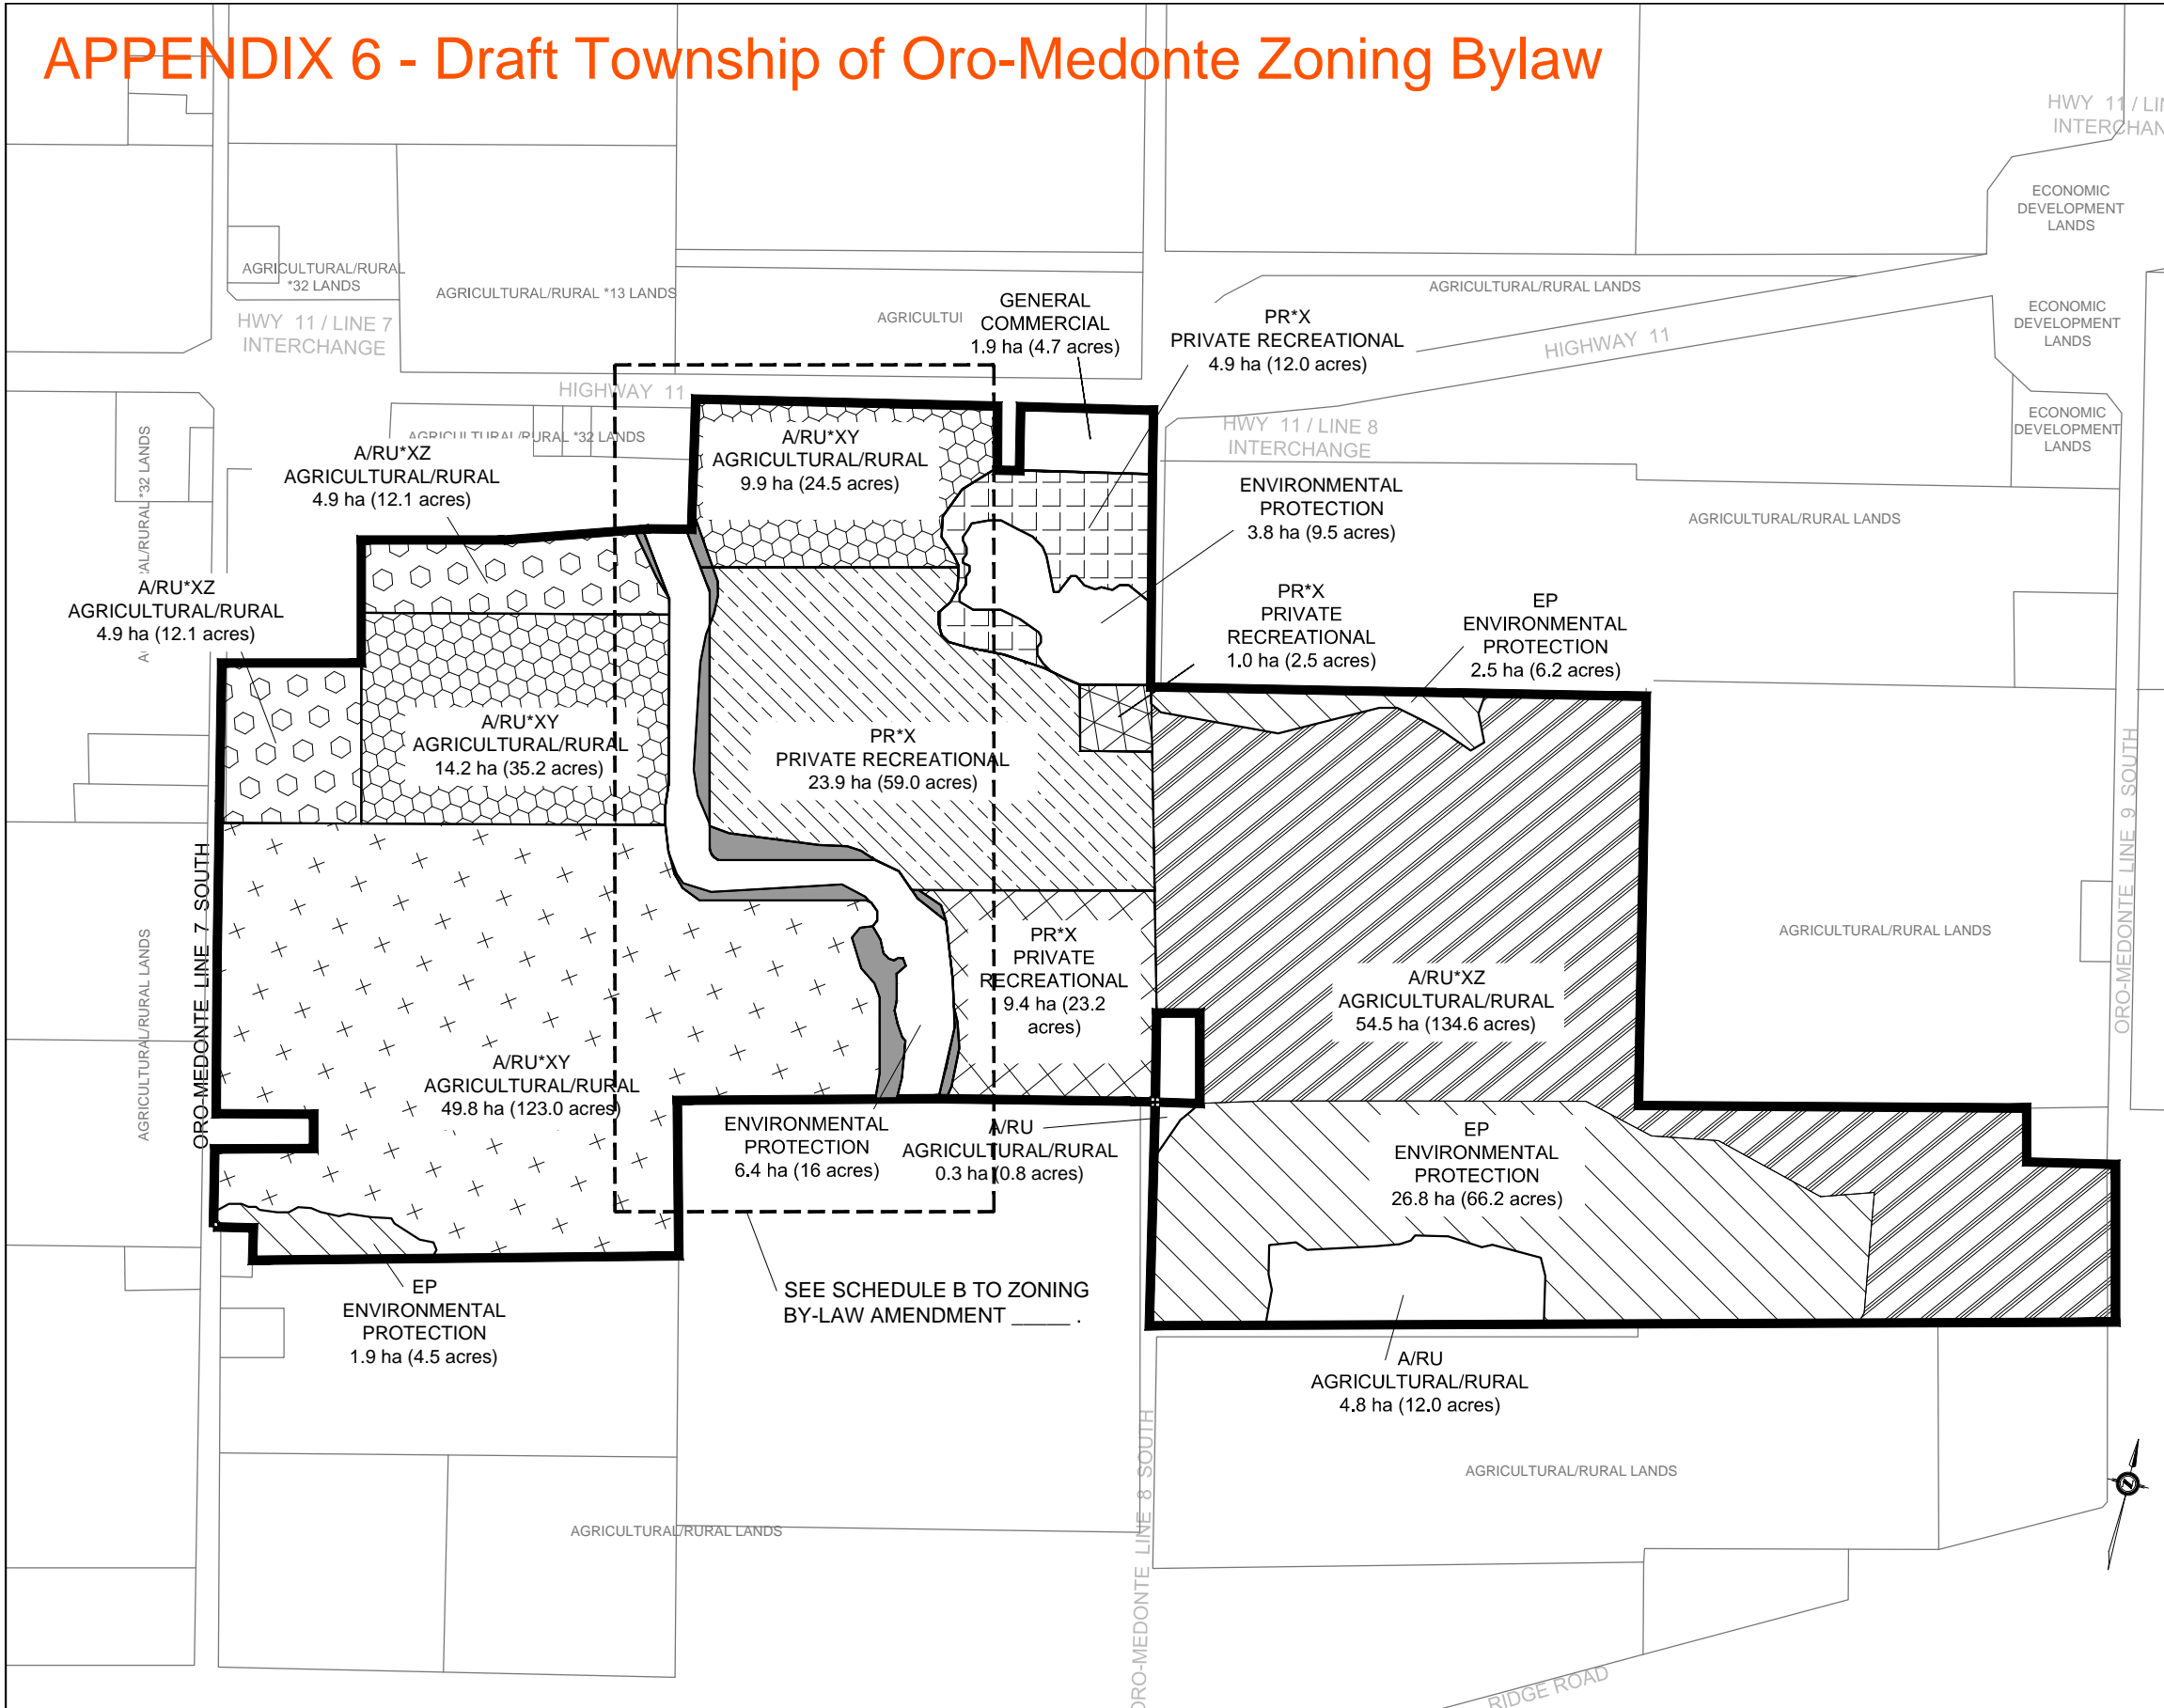 APPENDIX 6 - Draft Township of Oro-Medonte Zoning Bylaw
HWY 11 /
ECONOMIC
DEVELOPMENT
LANDS
AGRICULTURAL/RURAL
*32 LANDS
AGRICULTURAL/RURAL *13 LANDS
HWY 11 / LINE 7
INTERCHANGE
GENERAL
COMMERCIAL
1.9 ha (4.7 acres)
PR*X
PRIVATE RECREATIONAL
4.9 ha (12.0 acres)
AGRICULTURAL/RURAL LANDS
HIGHWAY 11
ECONOMIC
DEVELOPMENT
LANDS
HIGHWAY 11
AGRICULTURAL/RURAL *32 LANDS
HWY 11 / LINE 8
INTERCHANGE
ECONOMIC
DEVELOPMENT
LANDS
A/RU*XZ
AGRICULTURAL/RURAL
4.9 ha (12.1 acres)
A/RU*XY
AGRICULTURAL/RURAL
9.9 ha (24.5 acres)
ENVIRONMENTAL
PROTECTION
3.8 ha (9.5 acres)
AGRICULTURAL/RURAL LANDS
*32 LANDS
A/RU*XZ
AGRICULTURAL/RURAL
4.9 ha (12.1 acres)
PR*X
PRIVATE
RECREATIONAL
1.0 ha (2.5 acres)
EP
ENVIRONMENTAL
PROTECTION
2.5 ha (6.2 acres)
A/RU*XY
AGRICULTURAL/RURAL
14.2 ha (35.2 acres)
PR*X
PRIVATE RECREATIONAL
23.9 ha (59.0 acres)
ORO-MEDONTE LINE 7 SOUTH
AGRICULTURAL/RURAL LANDS
PR*X
PRIVATE
RECREATIONAL
9.4 ha (23.2
acres)
A/RU*XZ
AGRICULTURAL/RURAL
54.5 ha (134.6 acres)
AGRICULTURAL/RURAL LANDS
ORO-MEDONTE LINE 9 SOUTH
A/RU*XY
AGRICULTURAL/RURAL
49.8 ha (123.0 acres)
ENVIRONMENTAL
PROTECTION
6.4 ha (16 acres)
A/RU
AGRICULTURAL/RURAL
0.3 ha (0.8 acres)
EP
ENVIRONMENTAL
PROTECTION
26.8 ha (66.2 acres)
EP
ENVIRONMENTAL
PROTECTION
1.9 ha (4.5 acres)
SEE SCHEDULE B TO ZONING
BY-LAW AMENDMENT _____ .
A/RU
AGRICULTURAL/RURAL
4.8 ha (12.0 acres)
AGRICULTURAL/RURAL LANDS
AGRICULTURAL/RURAL LANDS
ORO-MEDONTE LINE 8 SOUTH
RIDGE ROAD
Z